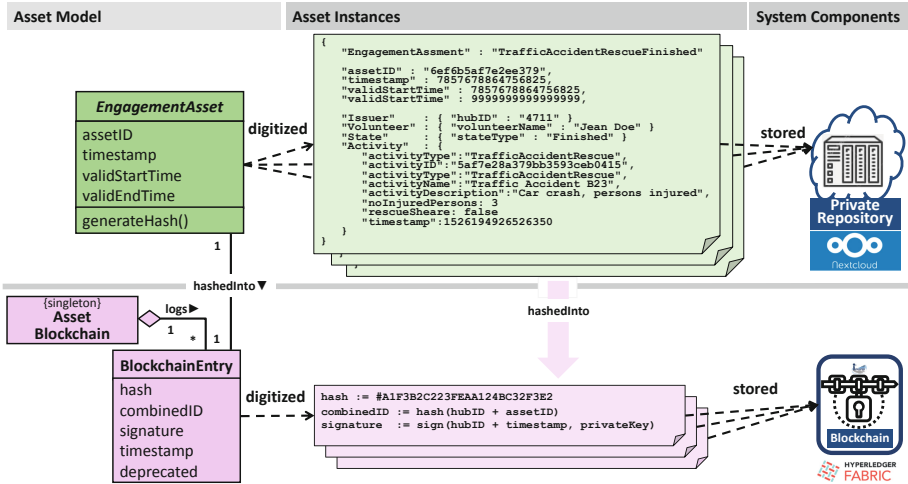 Asset Model
Asset Instances
System Components
{
"EngagementAssment" : "TrafficAccidentRescueFinished"
"assetID" : "6ef6b5af7e2ee379",
"timestamp" : 7857678864756825,
"validStartTime" : 7857678864756825,
"validStartTime" : 9999999999999999,
"Issuer" : { "hubID" : "4711" }
"Volunteer" : { "volunteerName" : "Jean Doe" }
"State" : { "stateType" : "Finished" }
"Activity" : {
"activityType":"TrafficAccidentRescue",
"activityID":"5af7e28a379bb3593ceb0415",
"activityType":"TrafficAccidentRescue",
"activityName":"Traffic Accident B23",
"activityDescription":"Car crash, persons injured",
"noInjuredPersons: 3
"rescueSheare: false
"timestamp":1526194926526350
}
}
}
}
EngagementAsset
assetID
timestamp
validStartTime
validEndTime
generateHash()
digitized
stored
Private
Repository
Nextcloud
1
hashedInto▼
hashedInto
{singleton}
Asset
Blockchain
logs►
1
*
1
BlockchainEntry
hash
combinedID
signature
timestamp
deprecated
digitized
hash := #A1F3B2C223FEAA124BC32F3E2
combinedID := hash(hubID + assetID)
signature := sign(hubID + timestamp, privateKey)
stored
Blockchain
HYPERLEDGER
FABRIC